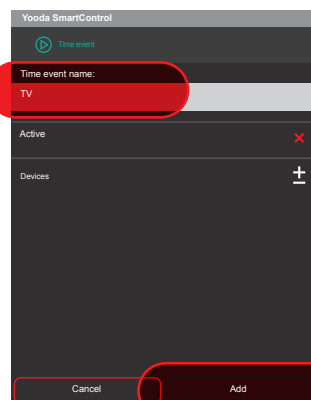 Yooda SmartControl
Time event
Time event name:
TV
Active
Devices
Cancel
Add